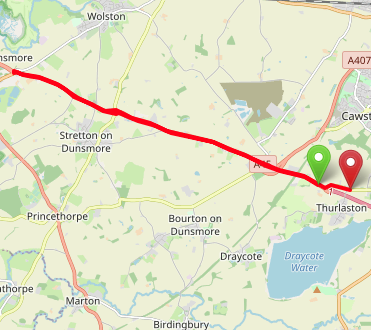 Wolston
nsmore
A407
Cawst
Stretton on
Dunsmore
A45
Princethorpe
Thurlaston
Bourton on
Dunsmore
Draycote
Draycote
Water
thorpe
Marton
Birdingbury